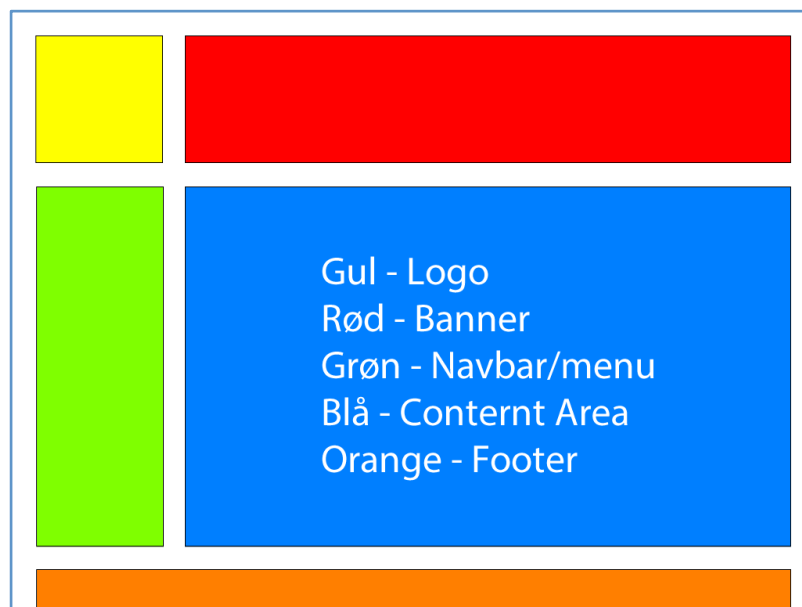 Gul - Logo
Rød - Banner
Grøn - Navbar/menu
Blå - Conternt Area
Orange - Footer